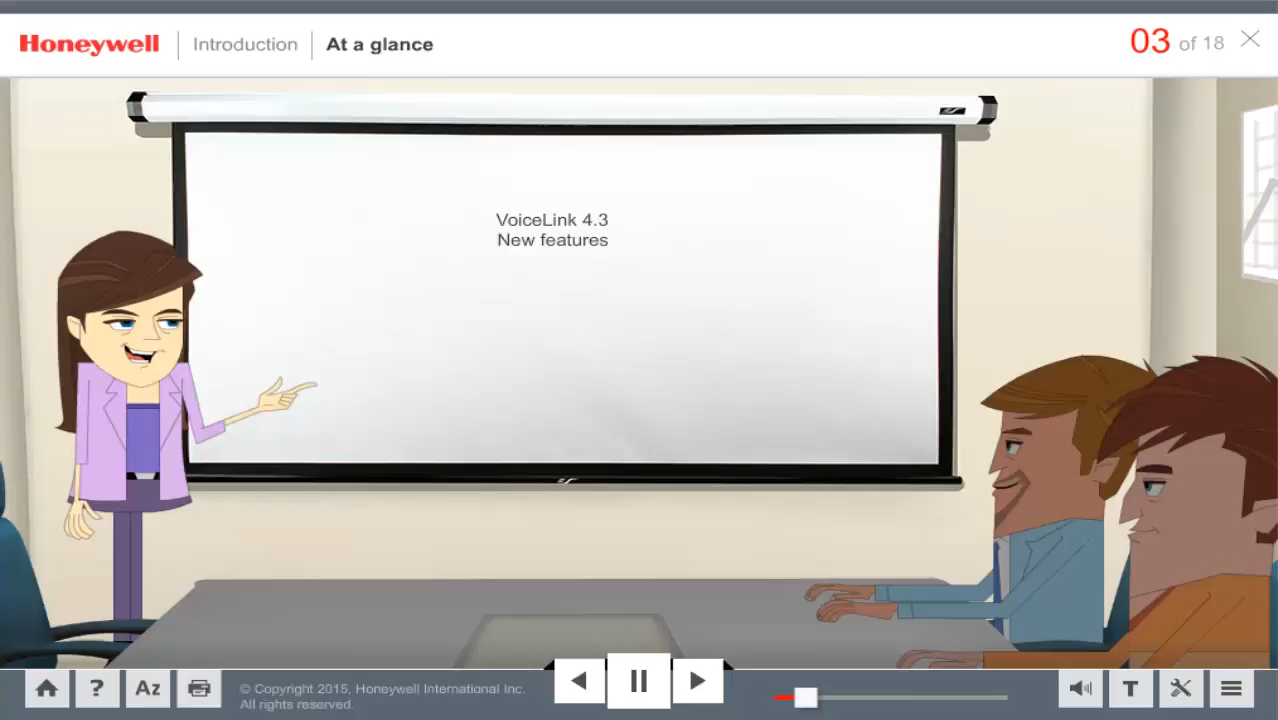 Honeywell
Introduction
At a glance
03 of 18
VoiceLink 4.3
New features
?
Az
© Copyright 2015, Honeywell International Inc.
All rights reserved.
T